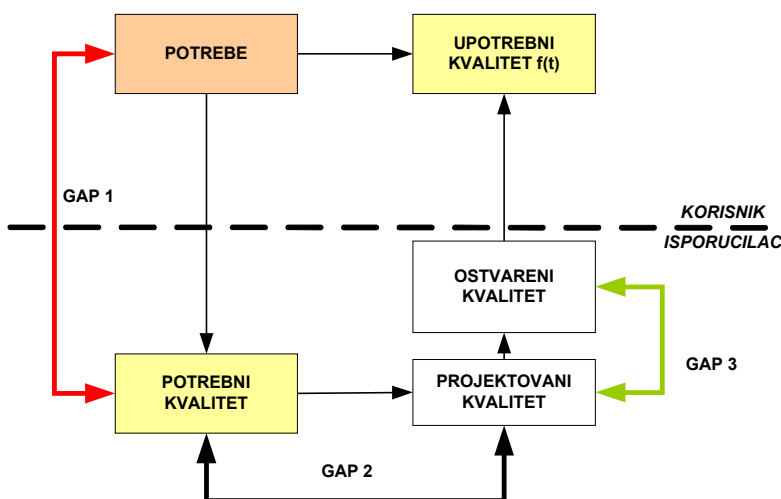 POTREBE
UPOTREBNI
KVALITET f(t)
GAP 1
KORISNIK
ISPORUCILAC
OSTVARENI
KVALITET
GAP 3
POTREBNI
KVALITET
PROJEKTOVANI
KVALITET
GAP 2